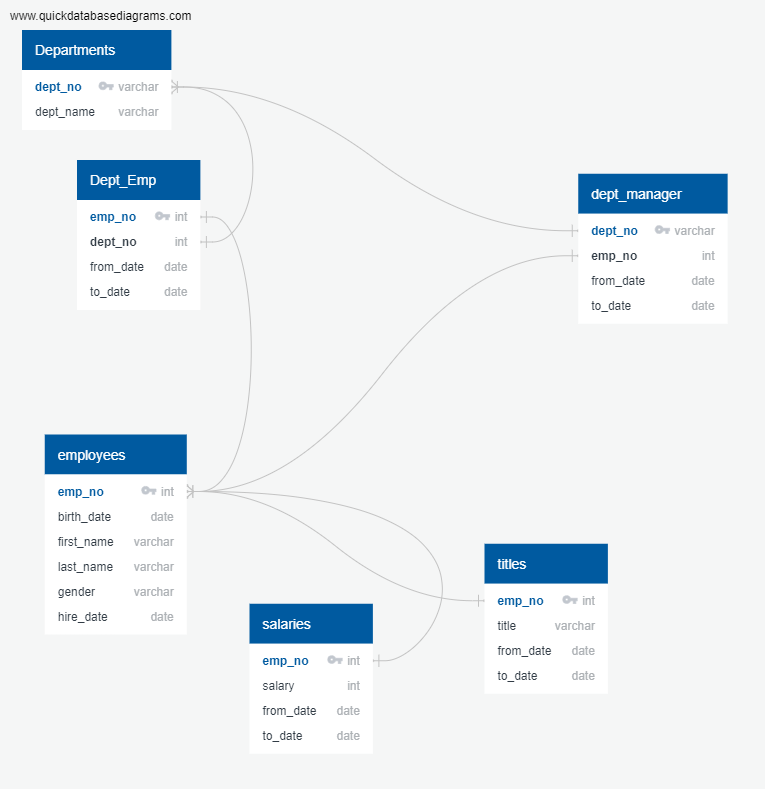 www.quickdatabasediagrams.com
Departments
dept_no varchar
dept_name varchar
Dept_Emp
emp_no int
dept_no int
from_date date
to_date date
dept_manager
dept_no varchar
emp_no int
from_date date
to_date date
employees
emp_no int
birth_date date
first_name varchar
last_name varchar
gender varchar
hire_date date
titles
emp_no int
title varchar
from_date date
to_date date
salaries
emp_no int
salary int
from_date date
to_date date